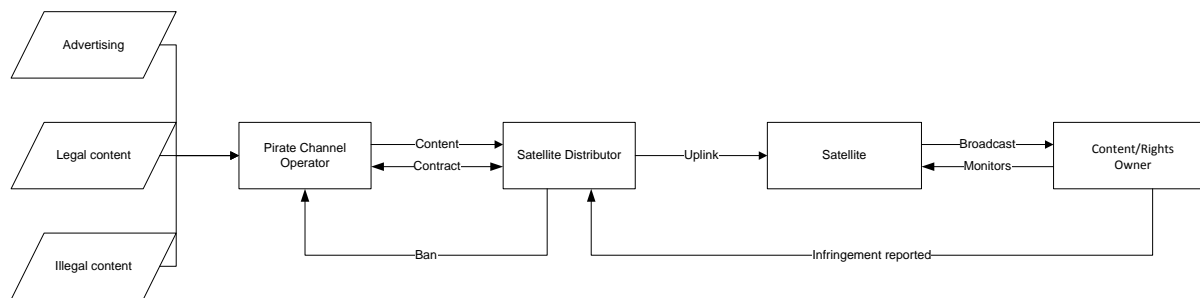 Advertising
Legal content
Illegal content
Pirate Channel
Operator
Content
Contract
Satellite Distributor
Uplink
Satellite
Broadcast
Monitors
Content/Rights
Owner
Ban
Infringement reported